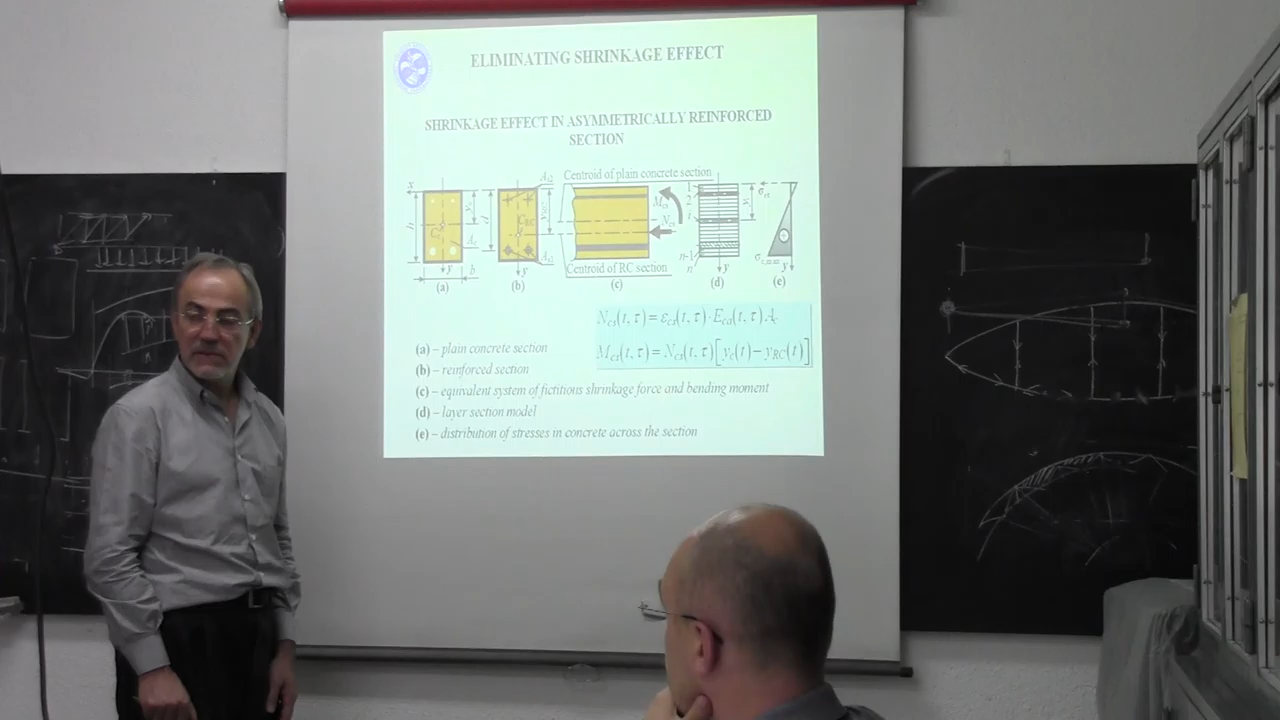 ELIMINATING SHRINKAGE EFFECT
SHRINKAGE EFFECT IN ASYMMETRICALLY REINFORCED
SECTION
Centroid of plain concrete section
Centroid of RC section
(a) (b) (c) (d) (e)
N_cs(t,τ) = ε_cs(t,τ)·E_ca(t,τ)A_c
M_cs(t,τ) = N_cs(t,τ)[y_c(t) − y_RC(t)]
(a) – plain concrete section
(b) – reinforced section
(c) – equivalent system of fictitious shrinkage force and bending moment
(d) – layer section model
(e) – distribution of stresses in concrete across the section